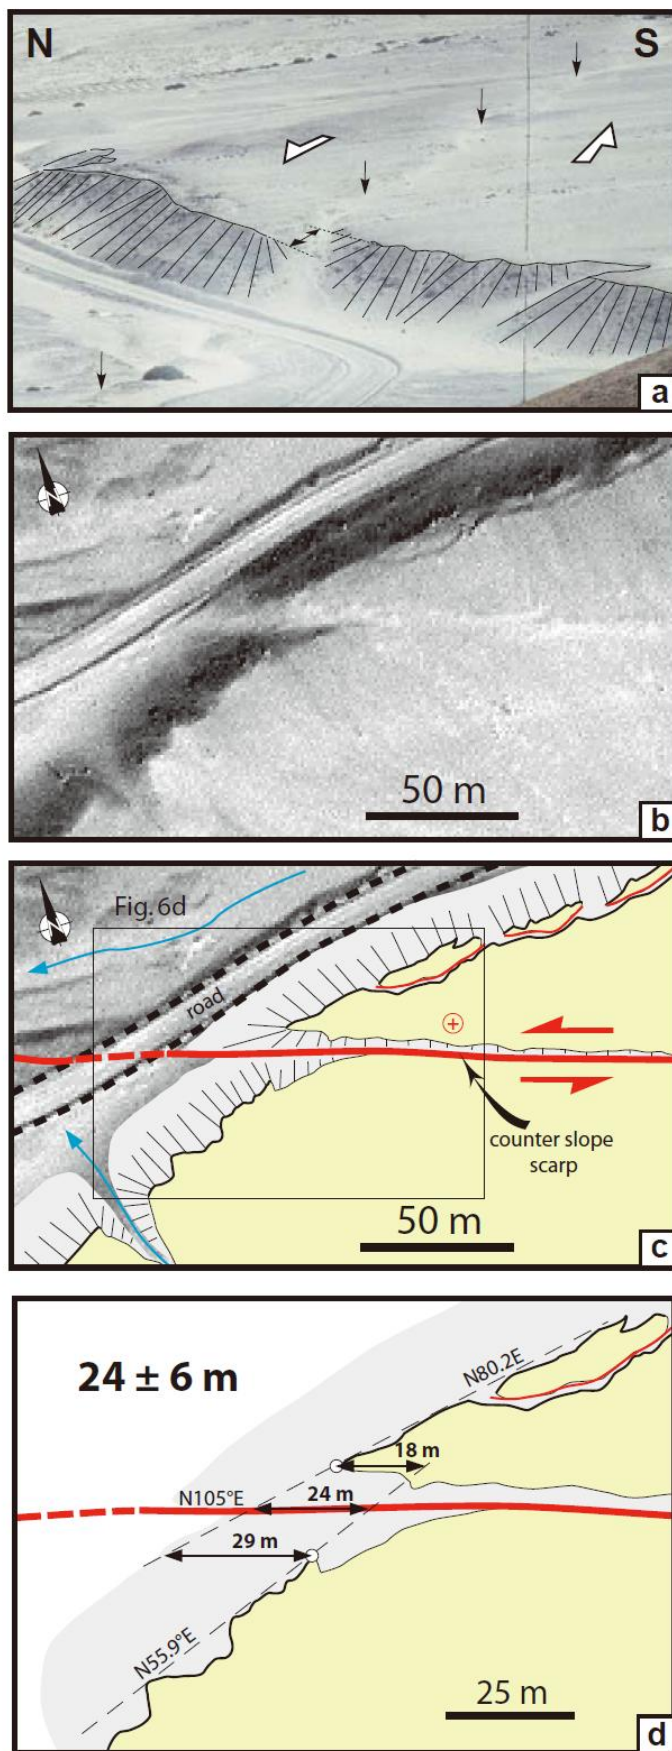 N
S
a
N
50 m
b
N
Fig. 6d
road
counter slope
scarp
50 m
c
24 ± 6 m
N80.2E
18 m
N105°E
24 m
29 m
N55.9°E
25 m
d